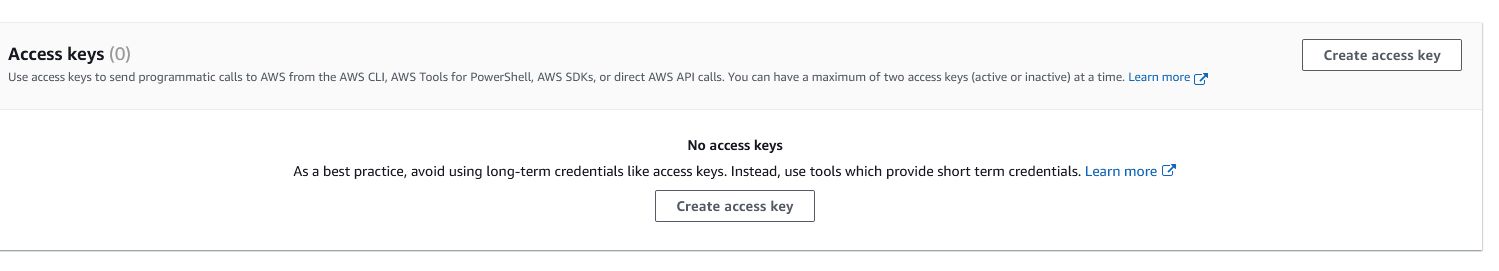 Access keys (0)
Create access key
Use access keys to send programmatic calls to AWS from the AWS CLI, AWS Tools for PowerShell, AWS SDKs, or direct AWS API calls. You can have a maximum of two access keys (active or inactive) at a time. Learn more
No access keys
As a best practice, avoid using long-term credentials like access keys. Instead, use tools which provide short term credentials. Learn more
Create access key